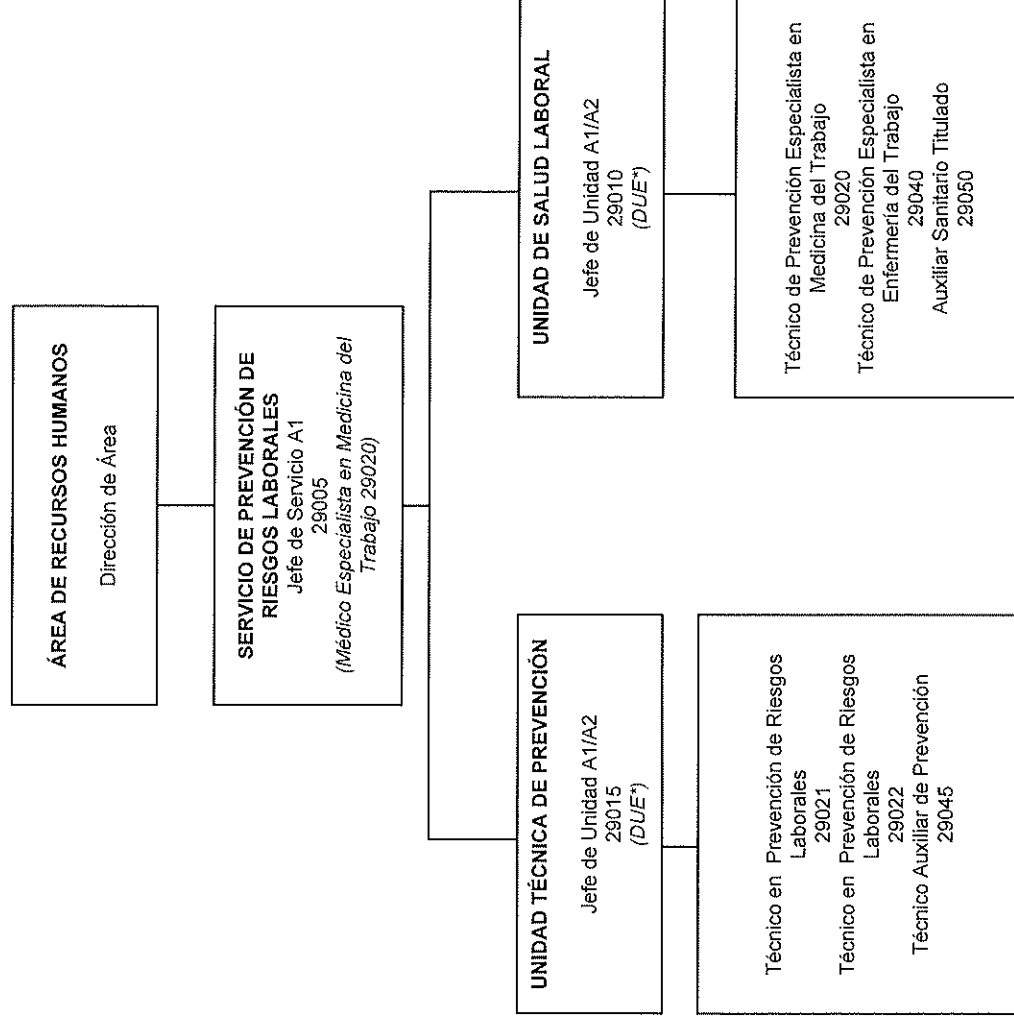 ÁREA DE RECURSOS HUMANOS
Dirección de Área
SERVICIO DE PREVENCIÓN DE
RIESGOS LABORALES
Jefe de Servicio A1
29005
(Médico Especialista en Medicina del
Trabajo 29020)
UNIDAD TÉCNICA DE PREVENCIÓN
Jefe de Unidad A1/A2
29015
(DUE*)
Técnico en Prevención de Riesgos
Laborales
29021
Técnico en Prevención de Riesgos
Laborales
29022
Técnico Auxiliar de Prevención
29045
UNIDAD DE SALUD LABORAL
Jefe de Unidad A1/A2
29010
(DUE*)
Técnico de Prevención Especialista en
Medicina del Trabajo
29020
Técnico de Prevención Especialista en
Enfermería del Trabajo
29040
Auxiliar Sanitario Titulado
29050